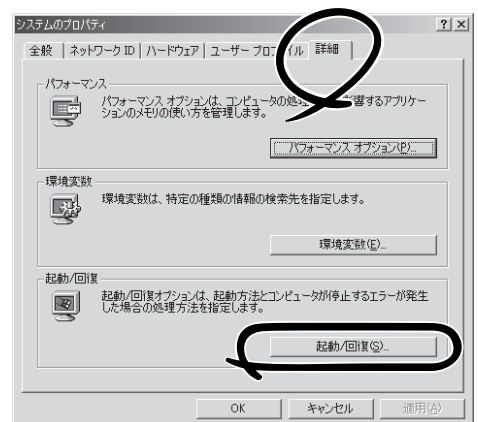 システムのプロパティ
全般 ネットワーク ID ハードウェア ユーザー プロファイル 詳細
パフォーマンス
パフォーマンス オプションは、コンピュータの処 影響するアプリケー
ションのメモリの使い方を管理します。
パフォーマンス オプション(P)...
環境変数
環境変数は、特定の種類の情報の検索先を指定します。
環境変数(E)...
起動/回復
起動/回復オプションは、起動方法とコンピュータが停止するエラーが発生
した場合の処理方法を指定します。
起動/回復(S)...
OK キャンセル 適用(A)